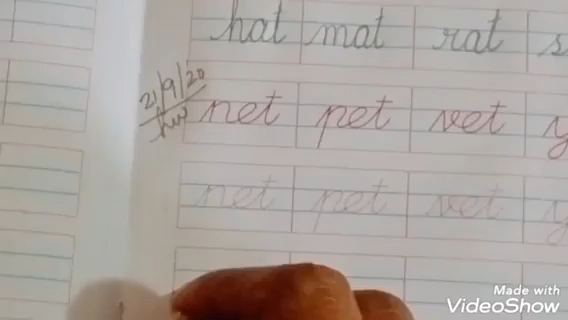 hat mat rat
21/9/20
HW
net pet vet y
net pet vet y
Made with
VideoShow